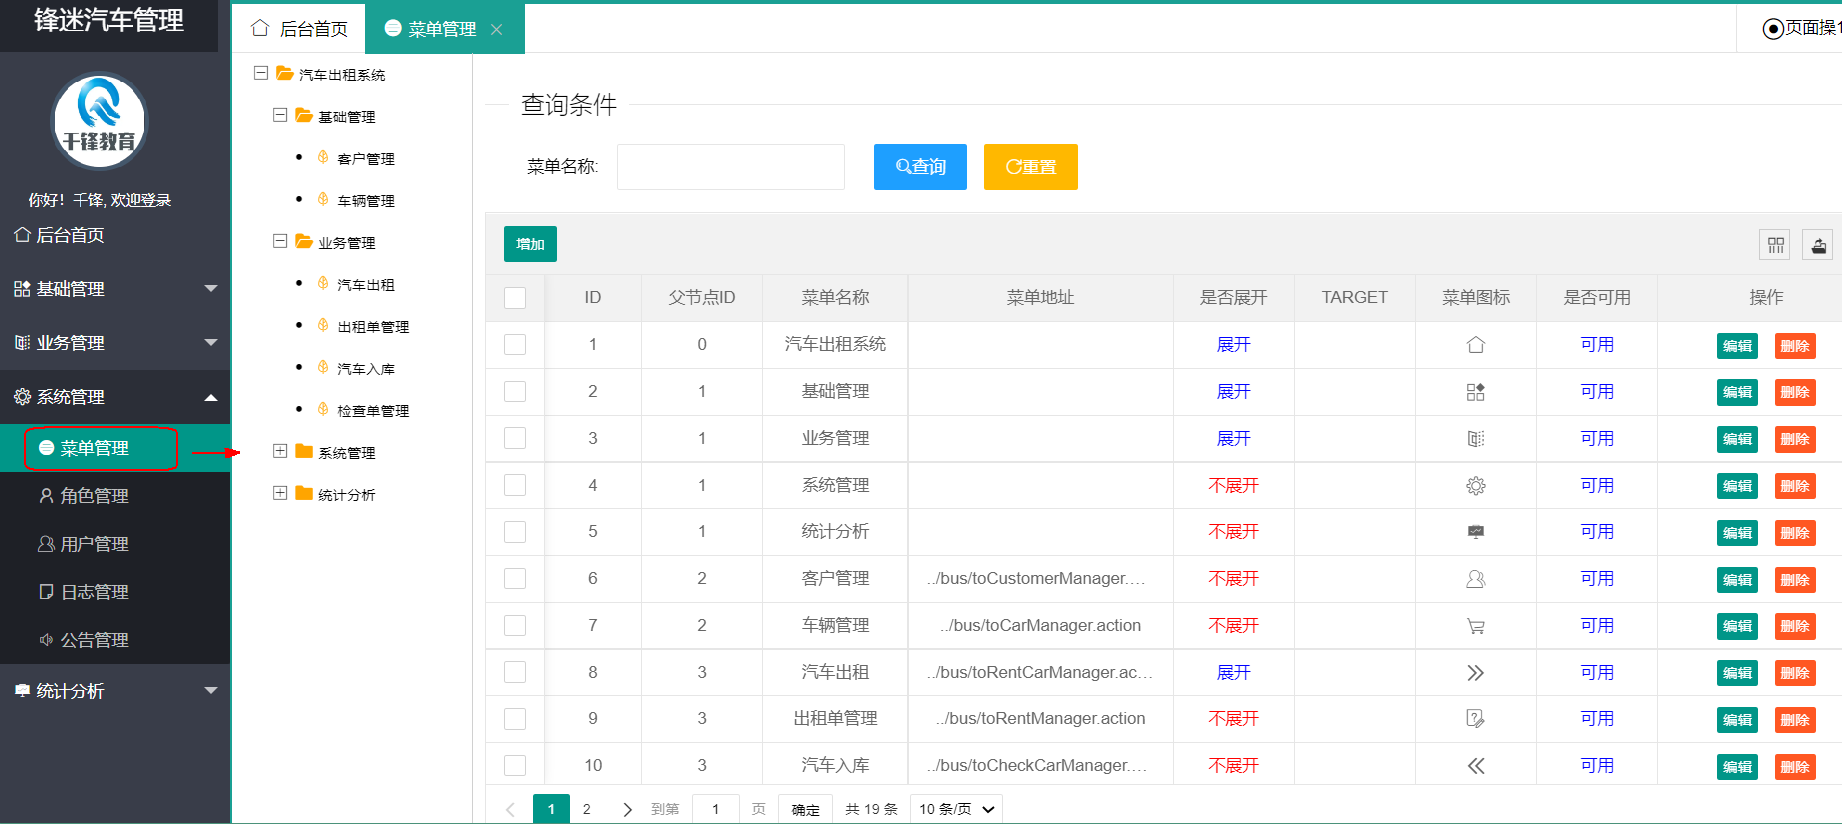 锋迷汽车管理
千锋教育
你好！千锋, 欢迎登录
后台首页
基础管理
业务管理
系统管理
菜单管理
角色管理
用户管理
日志管理
公告管理
统计分析
后台首页 菜单管理
页面操
汽车出租系统
基础管理
客户管理
车辆管理
业务管理
汽车出租
出租单管理
汽车入库
检查单管理
系统管理
统计分析
查询条件
菜单名称: 查询 重置
增加
ID 父节点ID 菜单名称 菜单地址 是否展开 TARGET 菜单图标 是否可用 操作
1 0 汽车出租系统 展开 可用 编辑 删除
2 1 基础管理 展开 可用 编辑 删除
3 1 业务管理 展开 可用 编辑 删除
4 1 系统管理 不展开 可用 编辑 删除
5 1 统计分析 不展开 可用 编辑 删除
6 2 客户管理 ../bus/toCustomerManager.… 不展开 可用 编辑 删除
7 2 车辆管理 ../bus/toCarManager.action 不展开 可用 编辑 删除
8 3 汽车出租 ../bus/toRentCarManager.ac… 展开 可用 编辑 删除
9 3 出租单管理 ../bus/toRentManager.action 不展开 可用 编辑 删除
10 3 汽车入库 ../bus/toCheckCarManager.… 不展开 可用 编辑 删除
1 2 到第 1 页 确定 共 19 条 10 条/页